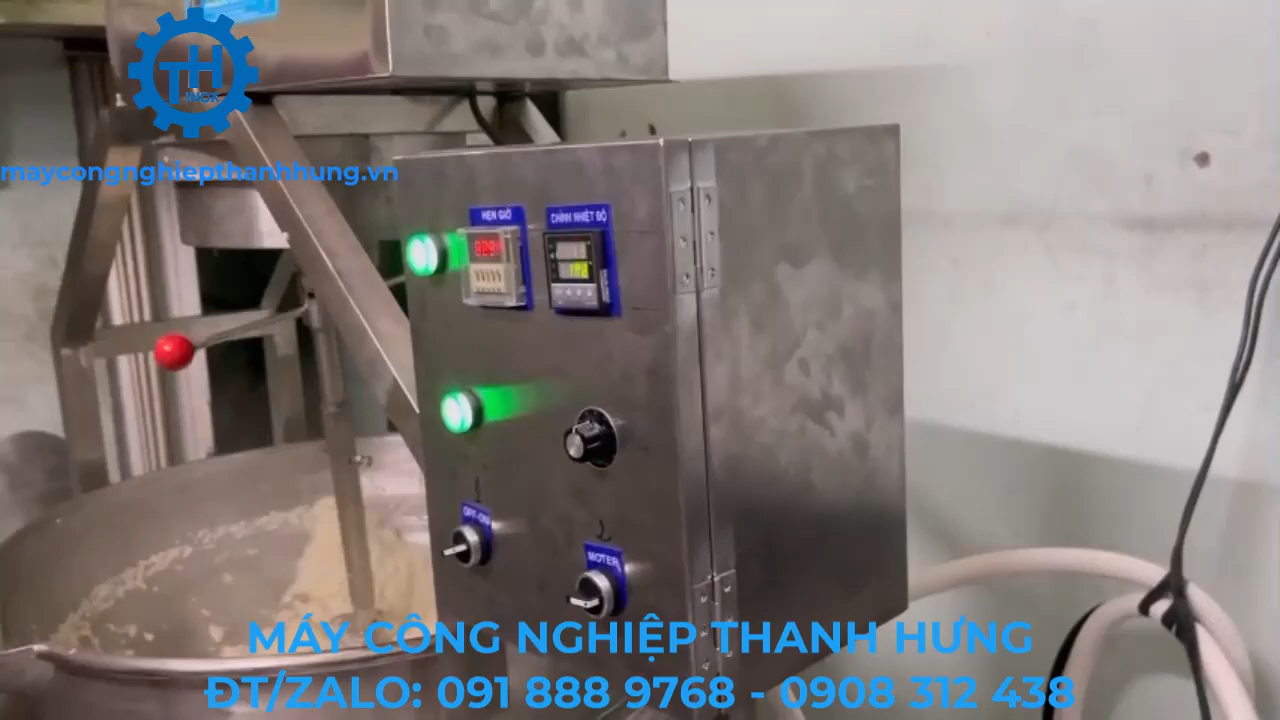 TH
INOX
maycongnghiepthanhhung.vn
HẸN GIỜ
CHỈNH NHIỆT ĐỘ
OFF-ON
MOTER
MÁY CÔNG NGHIỆP THANH HƯNG
ĐT/ZALO: 091 888 9768 - 0908 312 438